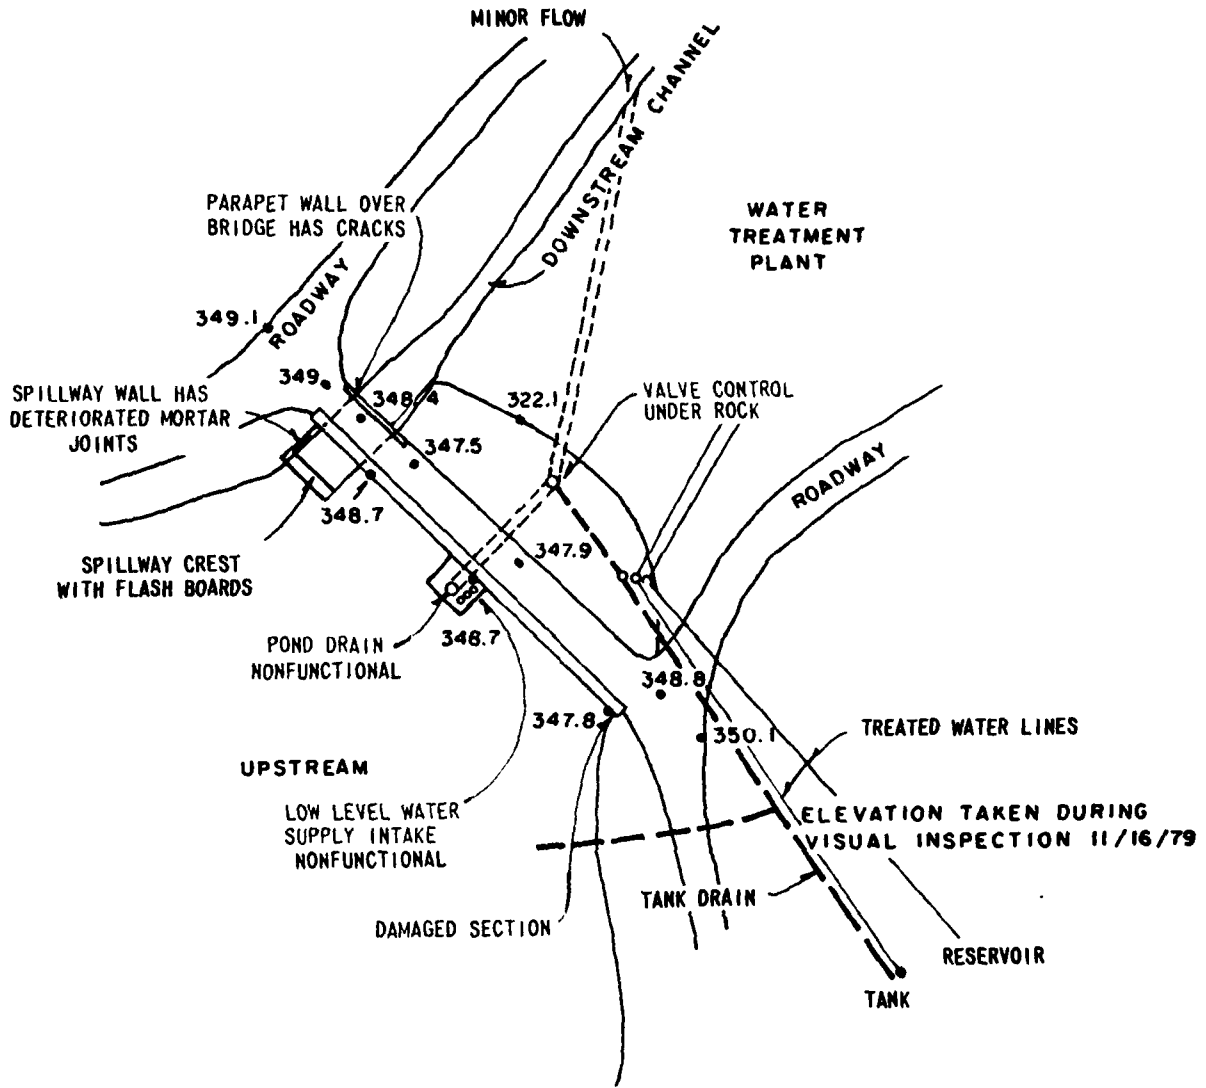 MINOR FLOW
DOWNSTREAM CHANNEL
PARAPET WALL OVER
BRIDGE HAS CRACKS
WATER
TREATMENT
PLANT
ROADWAY
349.1
349
348.4
SPILLWAY WALL HAS
DETERIORATED MORTAR
JOINTS
322.1
VALVE CONTROL
UNDER ROCK
347.5
ROADWAY
348.7
347.9
SPILLWAY CREST
WITH FLASH BOARDS
348.7
POND DRAIN
NONFUNCTIONAL
348.8
347.8
350.1
TREATED WATER LINES
UPSTREAM
LOW LEVEL WATER
SUPPLY INTAKE
NONFUNCTIONAL
ELEVATION TAKEN DURING
VISUAL INSPECTION 11/16/79
TANK DRAIN
DAMAGED SECTION
RESERVOIR
TANK